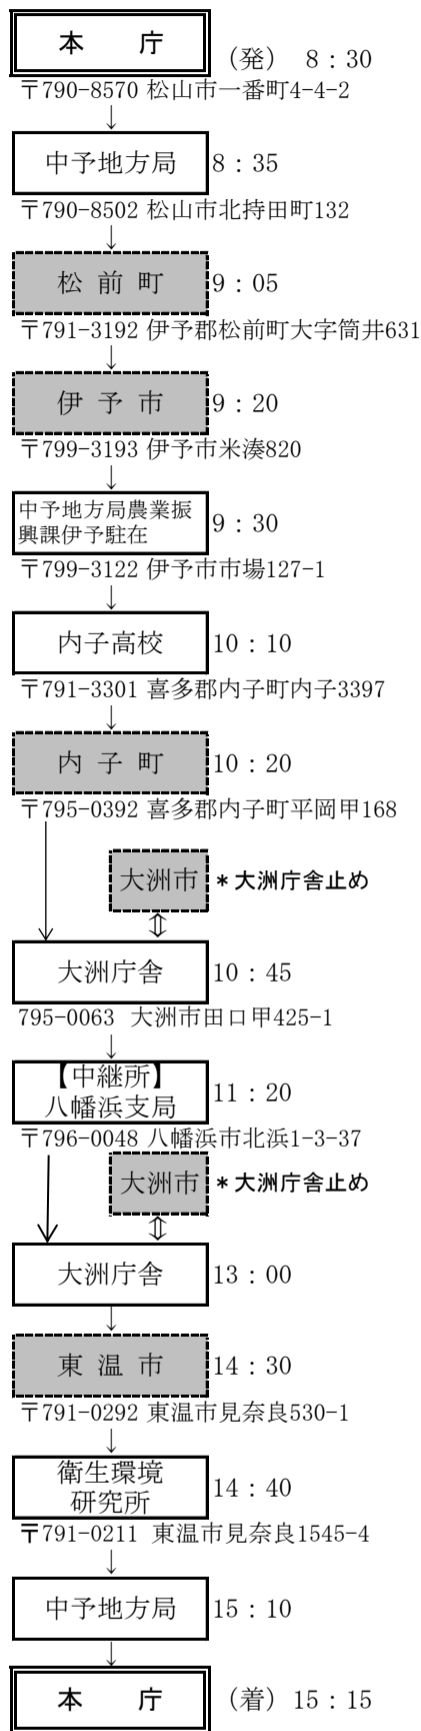 本　　庁
（発） 8：30
〒790-8570 松山市一番町4-4-2
↓
中予地方局 8：35
〒790-8502 松山市北持田町132
↓
松 前 町 9：05
〒791-3192 伊予郡松前町大字筒井631
↓
伊 予 市 9：20
〒799-3193 伊予市米湊820
↓
中予地方局農業振
興課伊予駐在 9：30
〒799-3122 伊予市市場127-1
↓
内子高校 10：10
〒791-3301 喜多郡内子町内子3397
↓
内 子 町 10：20
〒795-0392 喜多郡内子町平岡甲168
大洲市 ＊大洲庁舎止め
⇕
大洲庁舎 10：45
795-0063 大洲市田口甲425-1
↓
【中継所】
八幡浜支局 11：20
〒796-0048 八幡浜市北浜1-3-37
大洲市 ＊大洲庁舎止め
⇕
大洲庁舎 13：00
↓
東 温 市 14：30
〒791-0292 東温市見奈良530-1
↓
衛生環境
研究所 14：40
〒791-0211 東温市見奈良1545-4
↓
中予地方局 15：10
↓
本　　庁 （着） 15：15